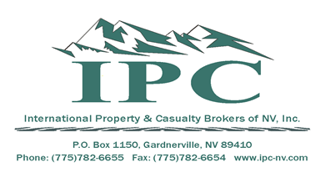 IPC
International Property & Casualty Brokers of NV, Inc.
P.O. Box 1150, Gardnerville, NV 89410
Phone: (775)782-6655 Fax: (775)782-6654 www.ipc-nv.com